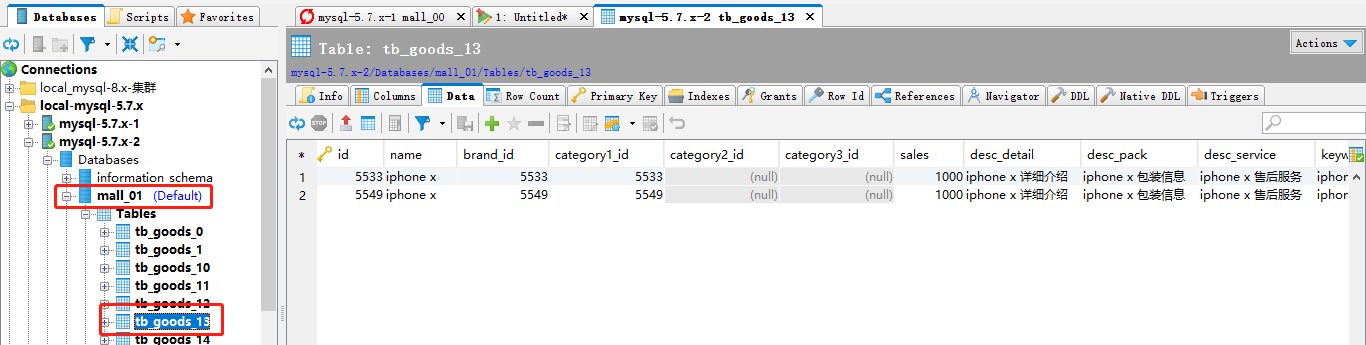 Databases Scripts Favorites
Connections
local_mysql-8.x-集群
local-mysql-5.7.x
mysql-5.7.x-1
mysql-5.7.x-2
Databases
information_schema
mall_01 (Default)
Tables
tb_goods_0
tb_goods_1
tb_goods_10
tb_goods_11
tb_goods_12
tb_goods_13
tb_goods_14
mysql-5.7.x-1 mall_00 1: Untitled* mysql-5.7.x-2 tb_goods_13
Table: tb_goods_13 Actions
mysql-5.7.x-2/Databases/mall_01/Tables/tb_goods_13
Info Columns Data Row Count Primary Key Indexes Grants Row Id References Navigator DDL Native DDL Triggers
STOP
* id name brand_id category1_id category2_id category3_id sales desc_detail desc_pack desc_service keyw
1 5533 iphone x 5533 5533 (null) (null) 1000 iphone x 详细介绍 iphone x 包装信息 iphone x 售后服务 iphon
2 5549 iphone x 5549 5549 (null) (null) 1000 iphone x 详细介绍 iphone x 包装信息 iphone x 售后服务 iphon